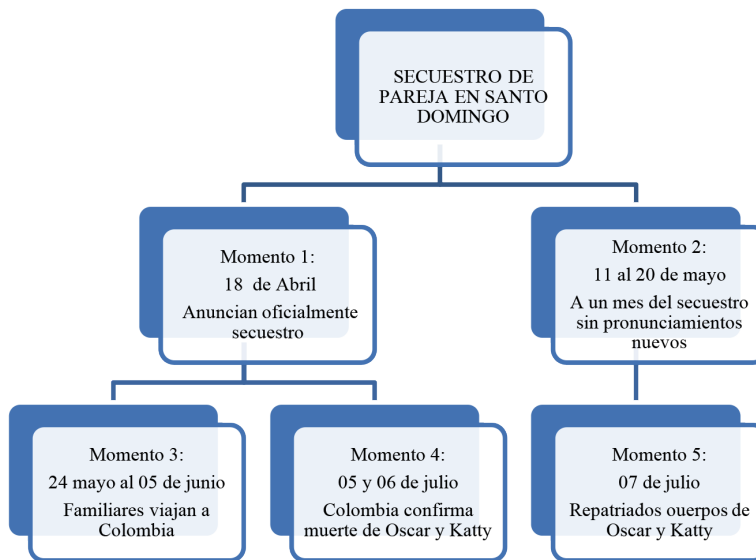 SECUESTRO DE
PAREJA EN SANTO
DOMINGO
Momento 1:
18 de Abril
Anuncian oficialmente
secuestro
Momento 2:
11 al 20 de mayo
A un mes del secuestro
sin pronunciamientos
nuevos
Momento 3:
24 mayo al 05 de junio
Familiares viajan a
Colombia
Momento 4:
05 y 06 de julio
Colombia confirma
muerte de Oscar y Katty
Momento 5:
07 de julio
Repatriados ouerpos de
Oscar y Katty